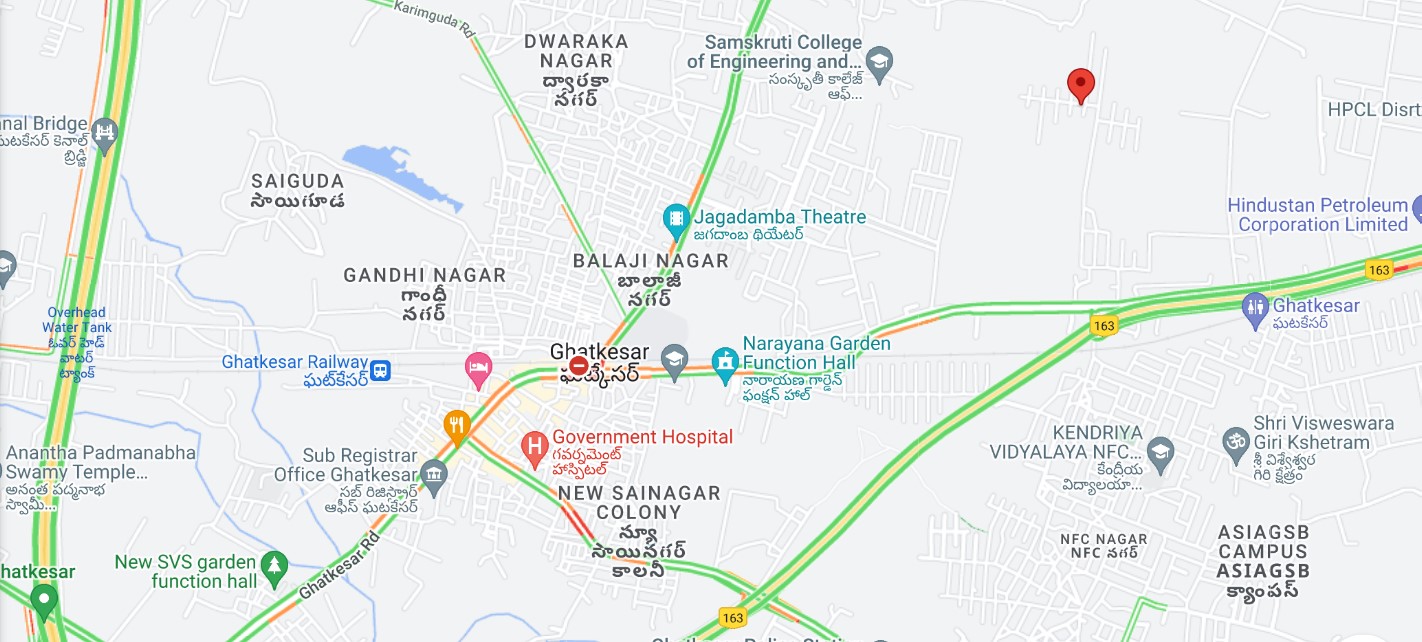 Karimguda Rd
DWARAKA
NAGAR
ద్వారకా
నగర్
Samskruti College
of Engineering and...
సంస్కృతీ కాలేజ్
ఆఫ్...
HPCL Disrt
nal Bridge
ఘటకేసర్ కెనాల్
బ్రిడ్జి
SAIGUDA
సాయిగూడ
Jagadamba Theatre
జగదాంబ థియేటర్
Hindustan Petroleum
Corporation Limited
GANDHI NAGAR
గాంధీ
నగర్
BALAJI NAGAR
బాలాజీ
నగర్
163
Overhead
Water Tank
ఓవర్ హెడ్
వాటర్
ట్యాంక్
Ghatkesar
ఘటకేసర్
163
Ghatkesar Railway
ఘట్‌కేసర్
Ghatkesar
ఘట్కేసర్
Narayana Garden
Function Hall
నారాయణ గార్డెన్
ఫంక్షన్ హాల్
Anantha Padmanabha
Swamy Temple...
అనంత పద్మనాభ
స్వామీ...
Sub Registrar
Office Ghatkesar
సబ్ రిజిస్ట్రార్
ఆఫీస్ ఘటకేసర్
Government Hospital
గవర్నమెంట్
హాస్పిటల్
KENDRIYA
VIDYALAYA NFC...
కేంద్రీయ
విద్యాలయా...
Shri Visweswara
Giri Kshetram
శ్రీ విశ్వేశ్వర
గిరి క్షేత్రం
NEW SAINAGAR
COLONY
న్యూ
సాయినగర్
కాలనీ
NFC NAGAR
NFC నగర్
ASIAGSB
CAMPUS
ASIAGSB
క్యాంపస్
New SVS garden
function hall
Ghatkesar Rd
hatkesar
163